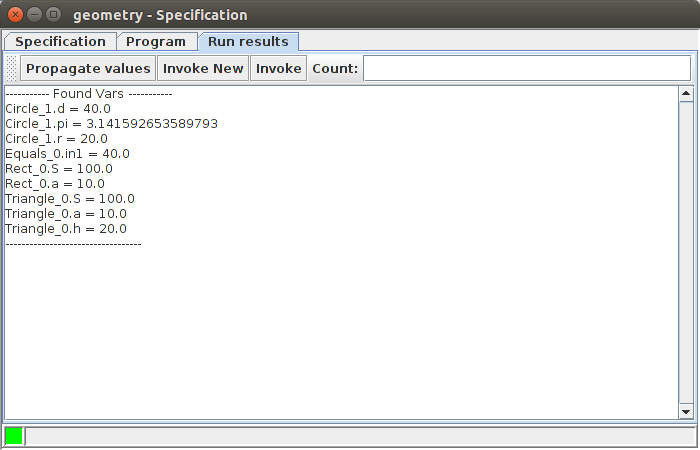 geometry - Specification
Specification Program Run results
Propagate values Invoke New Invoke Count:
----------- Found Vars -----------
Circle_1.d = 40.0
Circle_1.pi = 3.141592653589793
Circle_1.r = 20.0
Equals_0.in1 = 40.0
Rect_0.S = 100.0
Rect_0.a = 10.0
Triangle_0.S = 100.0
Triangle_0.a = 10.0
Triangle_0.h = 20.0
----------------------------------